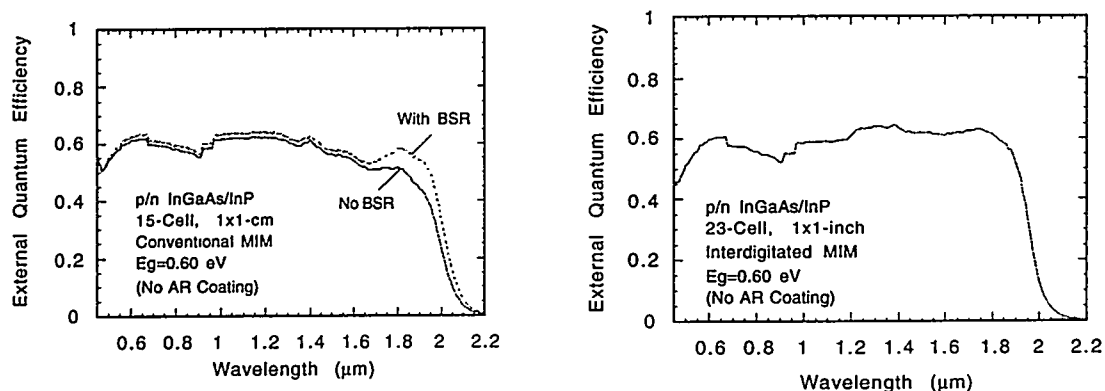 External Quantum Efficiency
1
0.8
0.6
0.4
0.2
0
With BSR
No BSR
p/n InGaAs/InP
15-Cell, 1x1-cm
Conventional MIM
Eg=0.60 eV
(No AR Coating)
0.6 0.8 1 1.2 1.4 1.6 1.8 2 2.2
Wavelength (µm)
External Quantum Efficiency
1
0.8
0.6
0.4
0.2
0
p/n InGaAs/InP
23-Cell, 1x1-inch
Interdigitated MIM
Eg=0.60 eV
(No AR Coating)
0.6 0.8 1 1.2 1.4 1.6 1.8 2 2.2
Wavelength (µm)